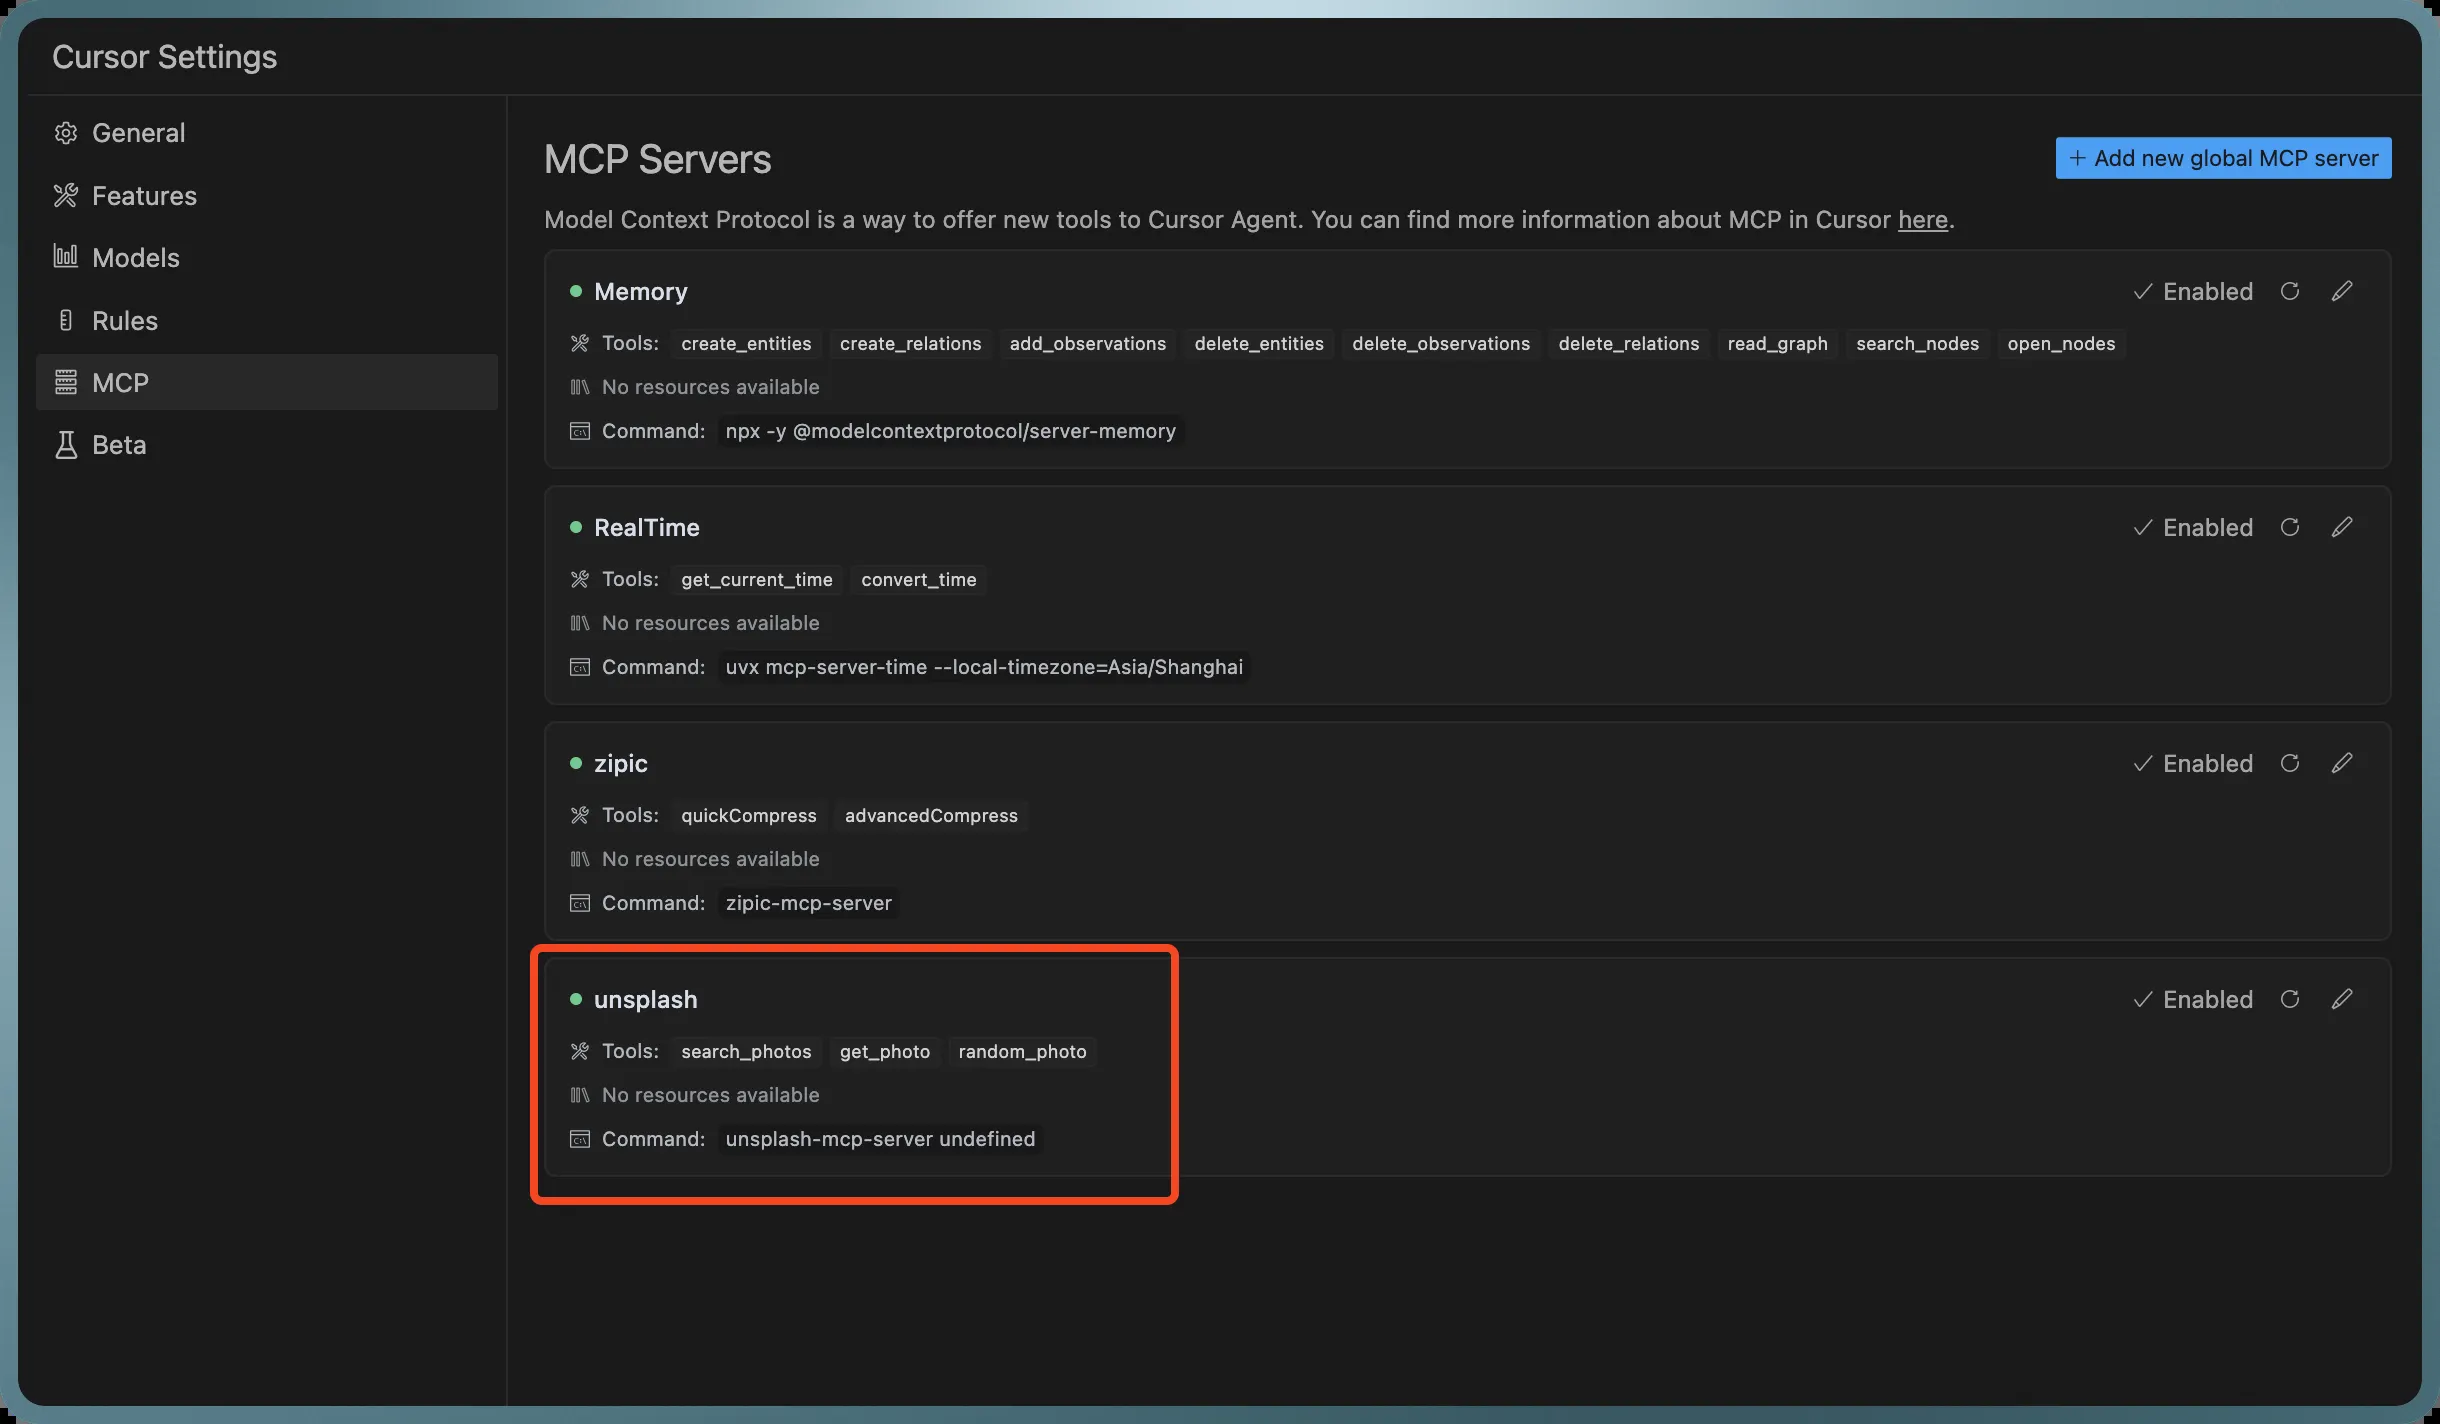 Cursor Settings
General
Features
Models
Rules
MCP
Beta
MCP Servers
+ Add new global MCP server
Model Context Protocol is a way to offer new tools to Cursor Agent. You can find more information about MCP in Cursor here.
Memory
Enabled
Tools: create_entities create_relations add_observations delete_entities delete_observations delete_relations read_graph search_nodes open_nodes
No resources available
Command: npx -y @modelcontextprotocol/server-memory
RealTime
Enabled
Tools: get_current_time convert_time
No resources available
Command: uvx mcp-server-time --local-timezone=Asia/Shanghai
zipic
Enabled
Tools: quickCompress advancedCompress
No resources available
Command: zipic-mcp-server
unsplash
Enabled
Tools: search_photos get_photo random_photo
No resources available
Command: unsplash-mcp-server undefined